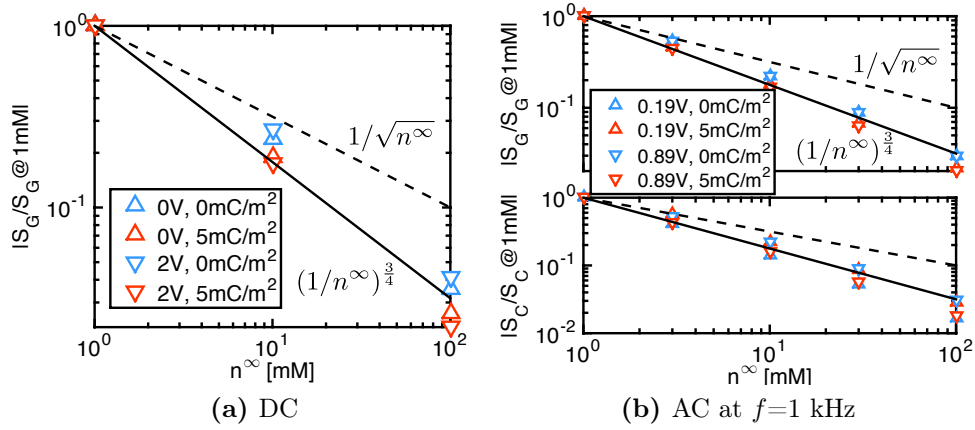 10^0
10^-1
|S_G/S_G@1mM|
1/√n^∞
(1/n^∞)^{3/4}
0V, 0mC/m^2
0V, 5mC/m^2
2V, 0mC/m^2
2V, 5mC/m^2
10^0 10^1 10^2
n^∞ [mM]
(a) DC
10^0
10^-1
|S_G/S_G@1mM|
1/√n^∞
(1/n^∞)^{3/4}
0.19V, 0mC/m^2
0.19V, 5mC/m^2
0.89V, 0mC/m^2
0.89V, 5mC/m^2
10^0
10^-1
10^-2
|S_C/S_C@1mM|
10^0 10^1 10^2
n^∞ [mM]
(b) AC at f=1 kHz